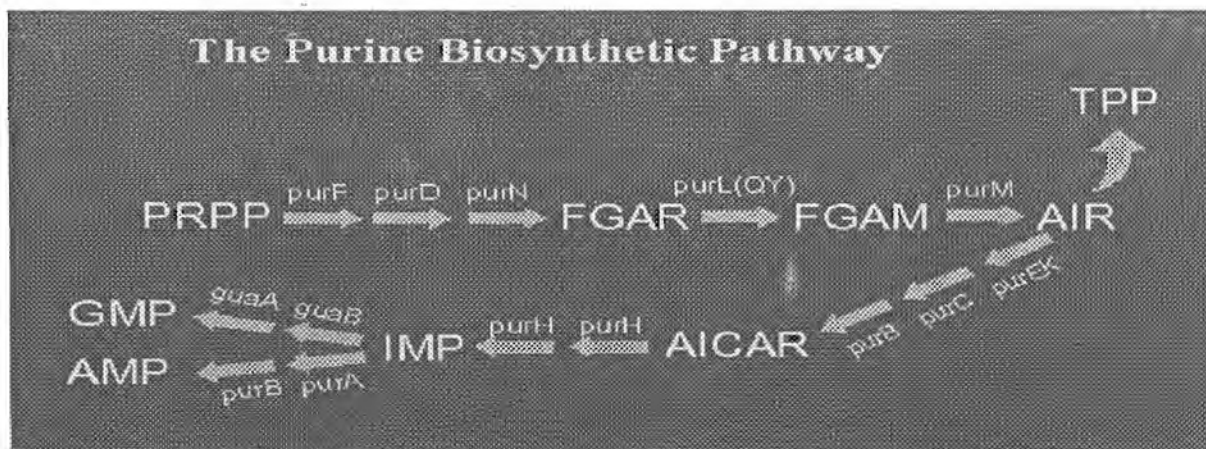 The Purine Biosynthetic Pathway
TPP
purF purD purN purL(QY) purM
PRPP FGAR FGAM AIR
purEK
purC
purB
guaA guaB purH purH
GMP IMP AICAR
AMP
purB purA